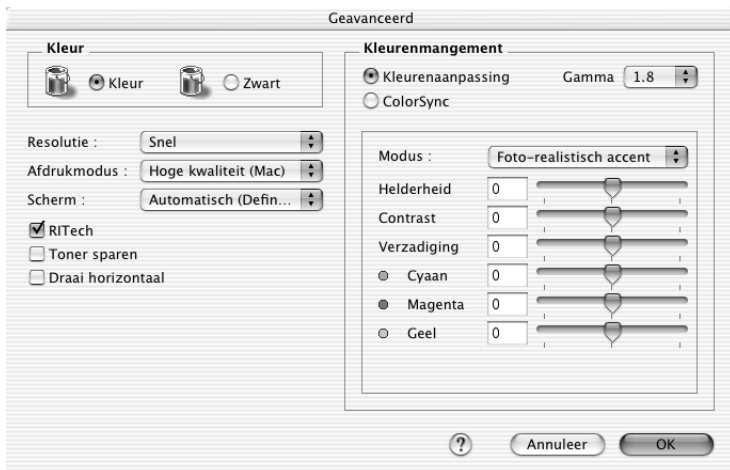 Geavanceerd
Kleur
Kleur
Zwart
Resolutie :
Snel
Afdrukmodus :
Hoge kwaliteit (Mac)
Scherm :
Automatisch (Defin...
RITech
Toner sparen
Draai horizontaal
Kleurenmangement
Kleurenaanpassing
Gamma
1.8
ColorSync
Modus :
Foto-realistisch accent
Helderheid
0
Contrast
0
Verzadiging
0
Cyaan
0
Magenta
0
Geel
0
?
Annuleer
OK